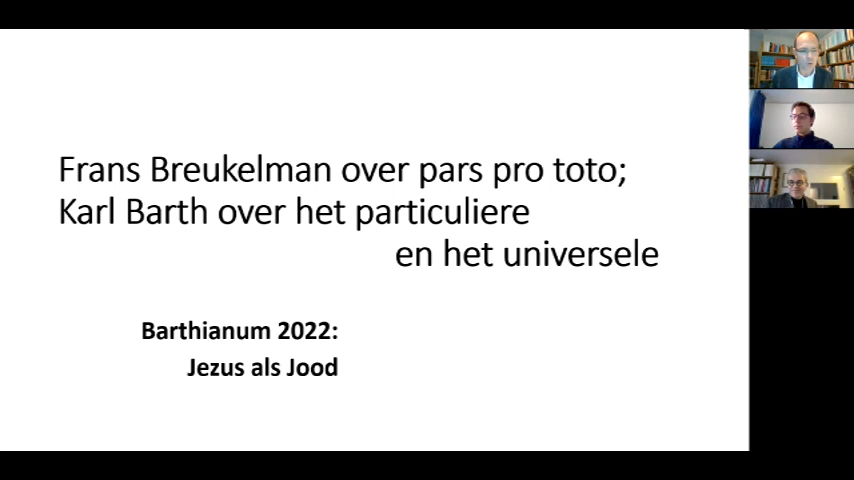 Frans Breukelman over pars pro toto;
Karl Barth over het particuliere
en het universele
Barthianum 2022:
Jezus als Jood